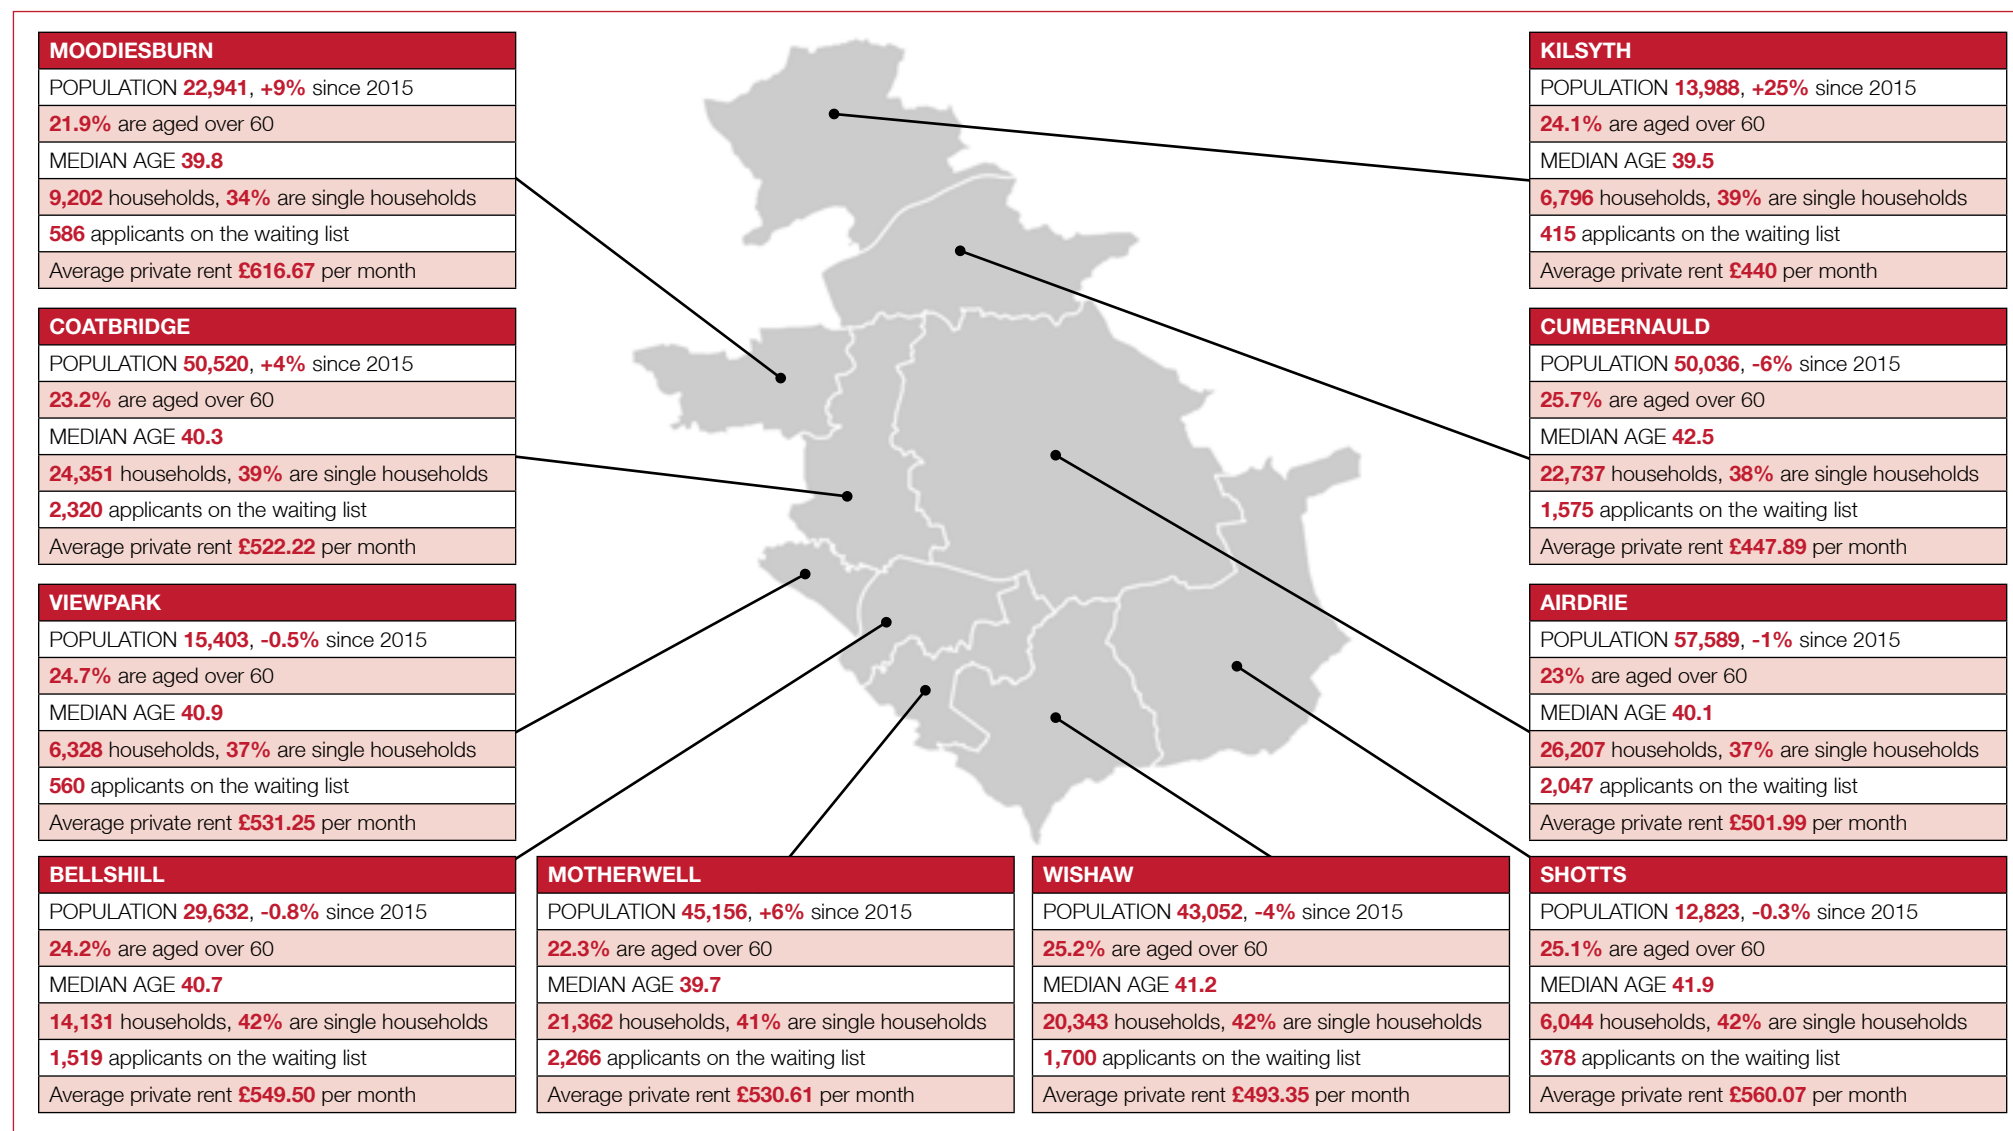 MOODIESBURN
POPULATION 22,941, +9% since 2015
21.9% are aged over 60
MEDIAN AGE 39.8
9,202 households, 34% are single households
586 applicants on the waiting list
Average private rent £616.67 per month
COATBRIDGE
POPULATION 50,520, +4% since 2015
23.2% are aged over 60
MEDIAN AGE 40.3
24,351 households, 39% are single households
2,320 applicants on the waiting list
Average private rent £522.22 per month
VIEWPARK
POPULATION 15,403, -0.5% since 2015
24.7% are aged over 60
MEDIAN AGE 40.9
6,328 households, 37% are single households
560 applicants on the waiting list
Average private rent £531.25 per month
BELLSHILL
POPULATION 29,632, -0.8% since 2015
24.2% are aged over 60
MEDIAN AGE 40.7
14,131 households, 42% are single households
1,519 applicants on the waiting list
Average private rent £549.50 per month
MOTHERWELL
POPULATION 45,156, +6% since 2015
22.3% are aged over 60
MEDIAN AGE 39.7
21,362 households, 41% are single households
2,266 applicants on the waiting list
Average private rent £530.61 per month
WISHAW
POPULATION 43,052, -4% since 2015
25.2% are aged over 60
MEDIAN AGE 41.2
20,343 households, 42% are single households
1,700 applicants on the waiting list
Average private rent £493.35 per month
KILSYTH
POPULATION 13,988, +25% since 2015
24.1% are aged over 60
MEDIAN AGE 39.5
6,796 households, 39% are single households
415 applicants on the waiting list
Average private rent £440 per month
CUMBERNAULD
POPULATION 50,036, -6% since 2015
25.7% are aged over 60
MEDIAN AGE 42.5
22,737 households, 38% are single households
1,575 applicants on the waiting list
Average private rent £447.89 per month
AIRDRIE
POPULATION 57,589, -1% since 2015
23% are aged over 60
MEDIAN AGE 40.1
26,207 households, 37% are single households
2,047 applicants on the waiting list
Average private rent £501.99 per month
SHOTTS
POPULATION 12,823, -0.3% since 2015
25.1% are aged over 60
MEDIAN AGE 41.9
6,044 households, 42% are single households
378 applicants on the waiting list
Average private rent £560.07 per month